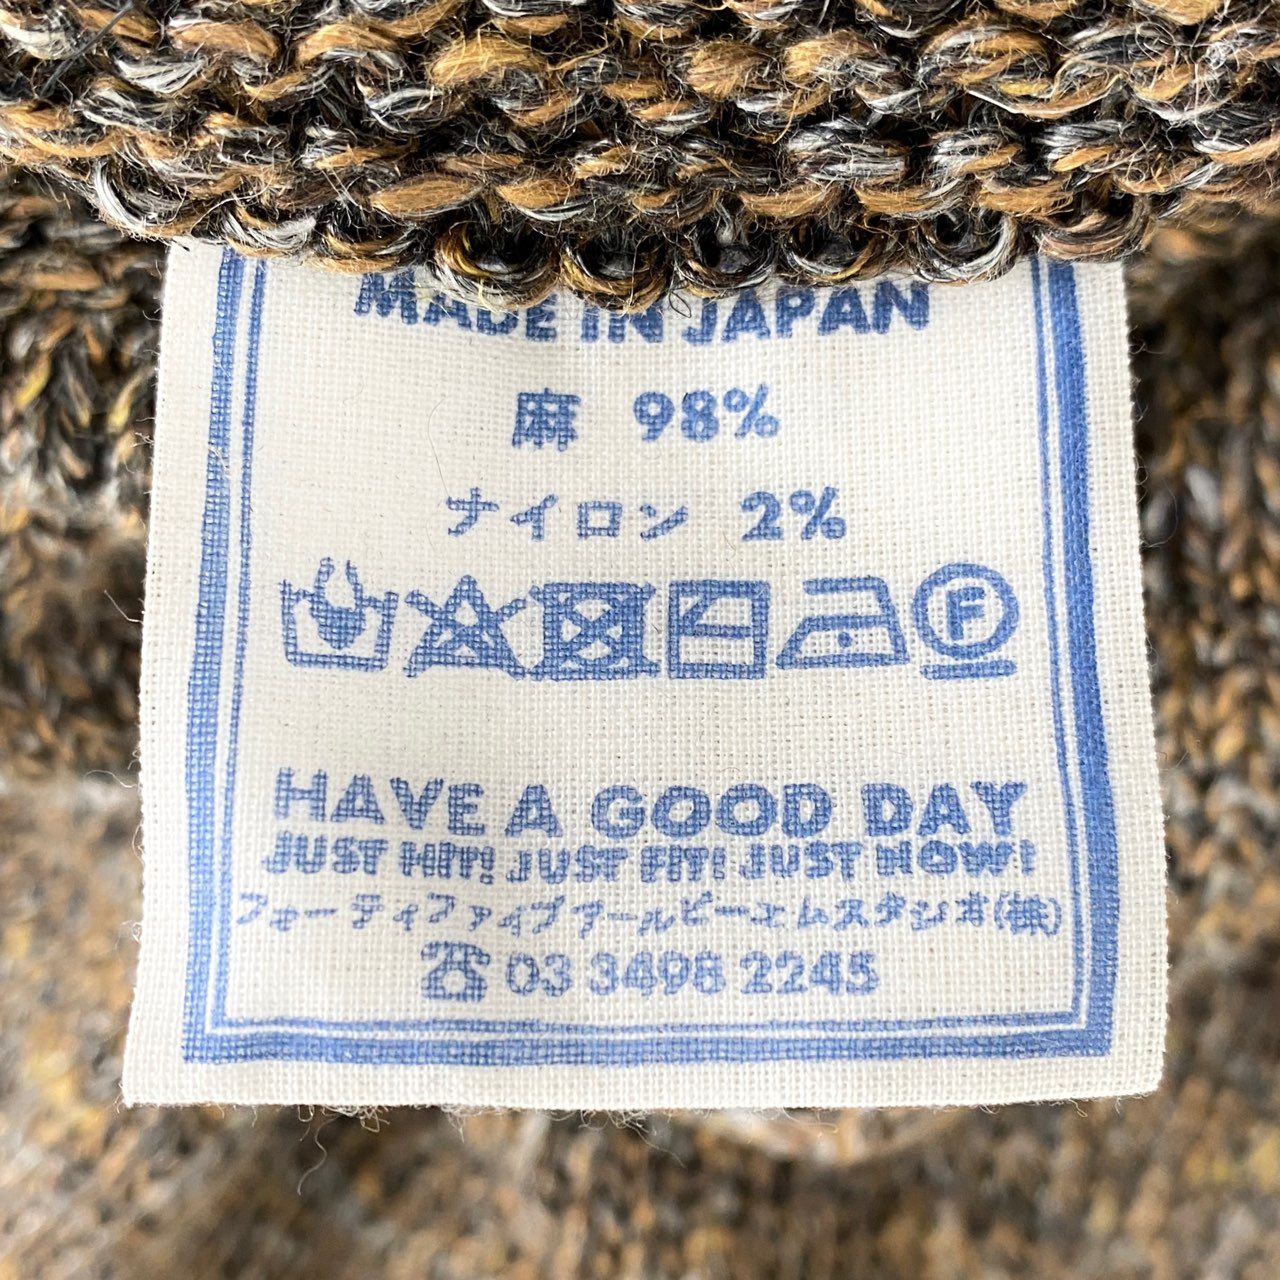 MADE IN JAPAN
麻 98%
ナイロン 2%
F
HAVE A GOOD DAY
JUST HIT! JUST FIT! JUST NOW!
フォーティファイブアールピーエムスタジオ(株)
☎ 03 3498 2245